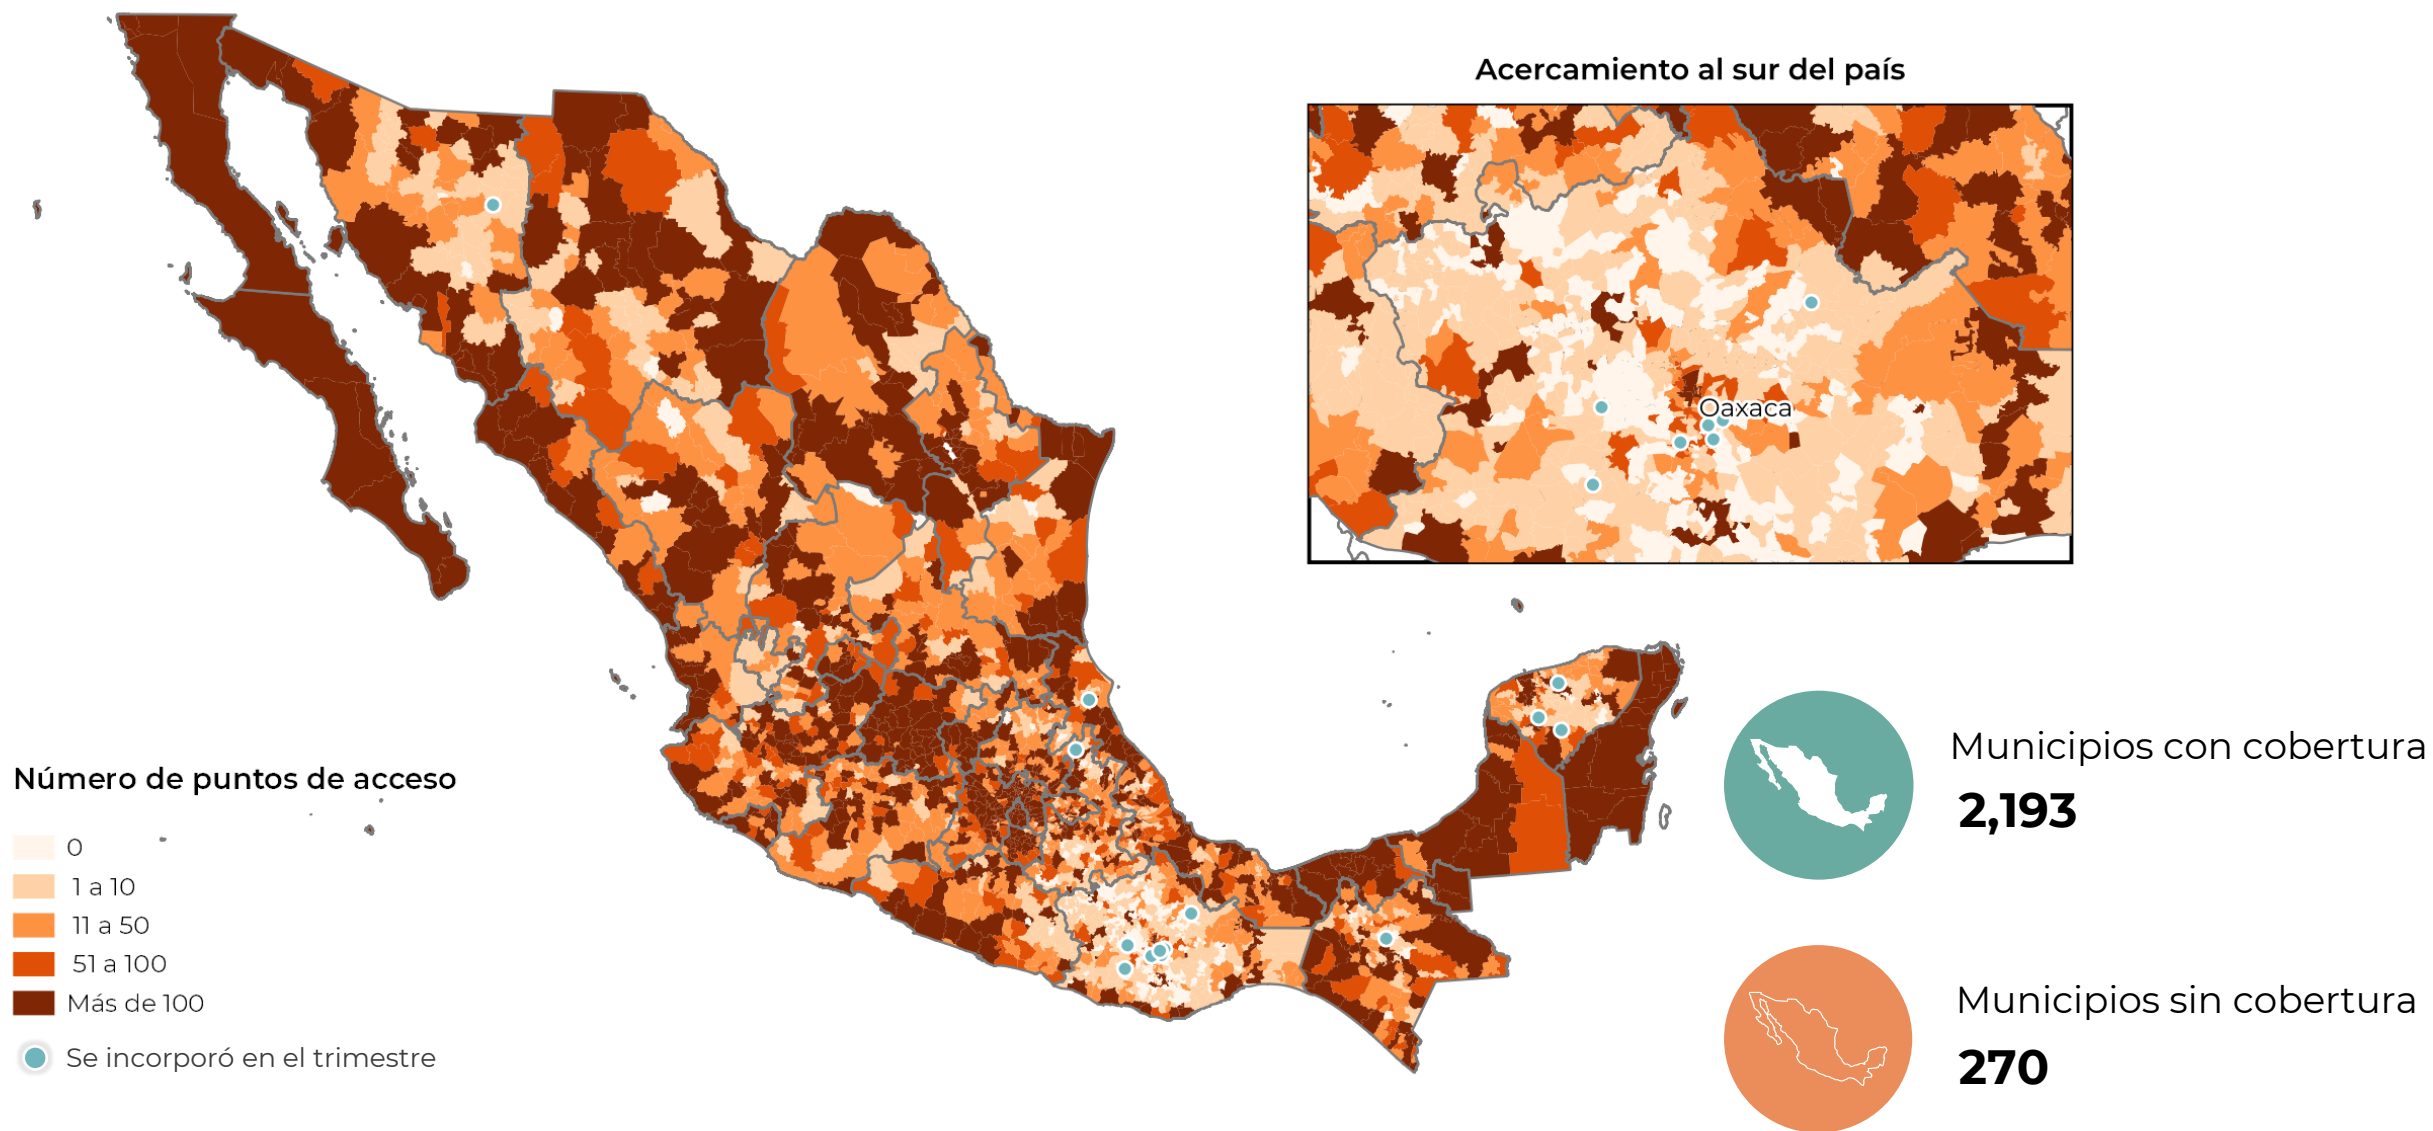 Acercamiento al sur del país
Oaxaca
Número de puntos de acceso
0
1 a 10
11 a 50
51 a 100
Más de 100
Se incorporó en el trimestre
Municipios con cobertura
2,193
Municipios sin cobertura
270